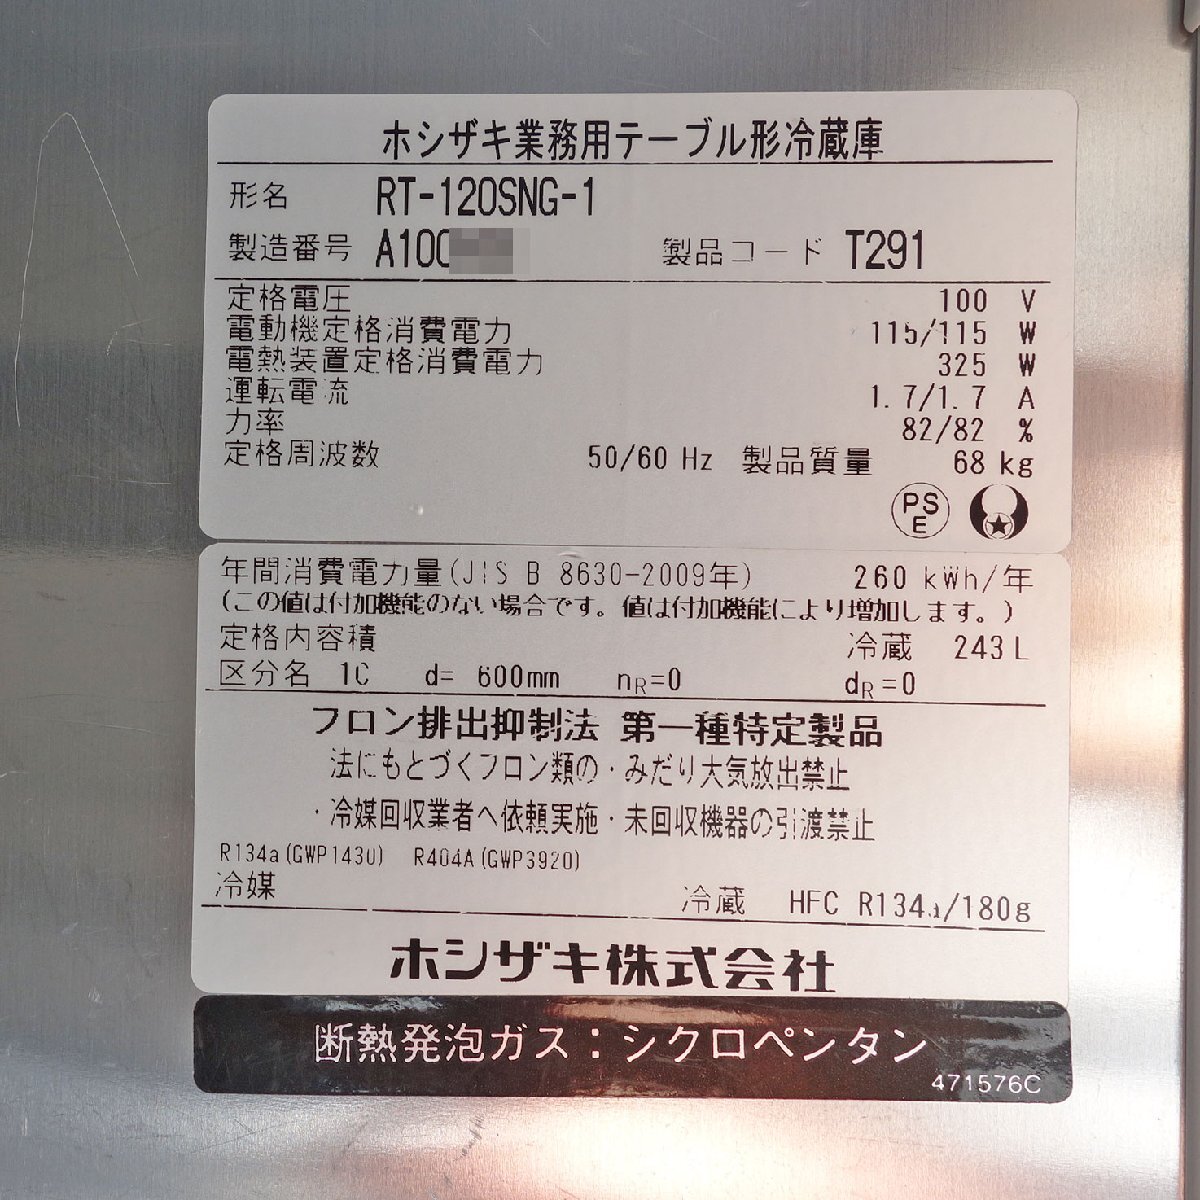 ホシザキ業務用テーブル形冷蔵庫
形名 RT-120SNG-1
製造番号 A100 製品コード T291
定格電圧 100 V
電動機定格消費電力 115/115 W
電熱装置定格消費電力 325 W
運転電流 1.7/1.7 A
力率 82/82 %
定格周波数 50/60 Hz 製品質量 68 kg
PS
E
年間消費電力量(JIS B 8630-2009年) 260 kWh/年
(この値は付加機能のない場合です。値は付加機能により増加します。)
定格内容積 冷蔵 243L
区分名 1C d= 600mm nR=0 dR=0
フロン排出抑制法 第一種特定製品
法にもとづくフロン類の・みだり大気放出禁止
・冷媒回収業者へ依頼実施・未回収機器の引渡禁止
R134a(GWP1430) R404A(GWP3920)
冷媒 冷蔵 HFC R134a/180g
ホシザキ株式会社
断熱発泡ガス：シクロペンタン
471576C